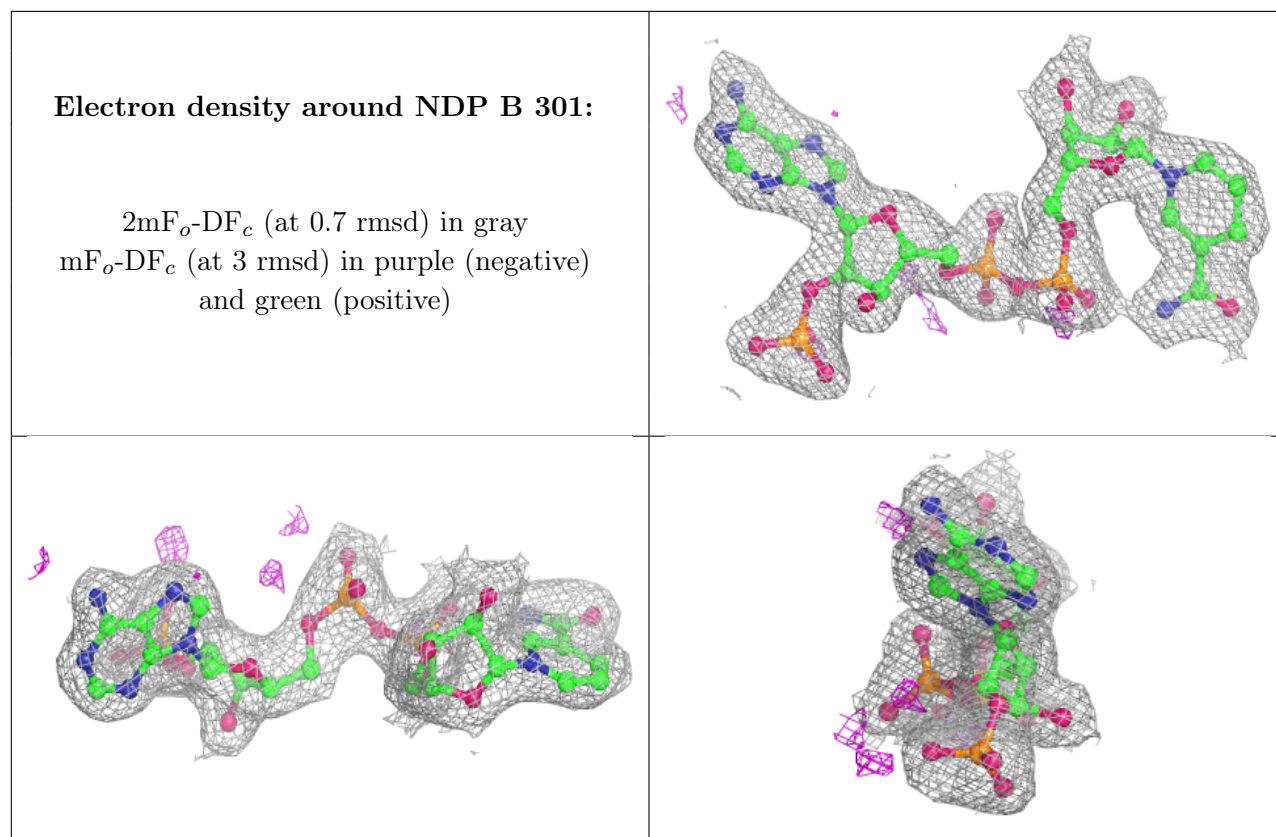 Electron density around NDP B 301:
2mFo-DFc (at 0.7 rmsd) in gray
mFo-DFc (at 3 rmsd) in purple (negative)
and green (positive)